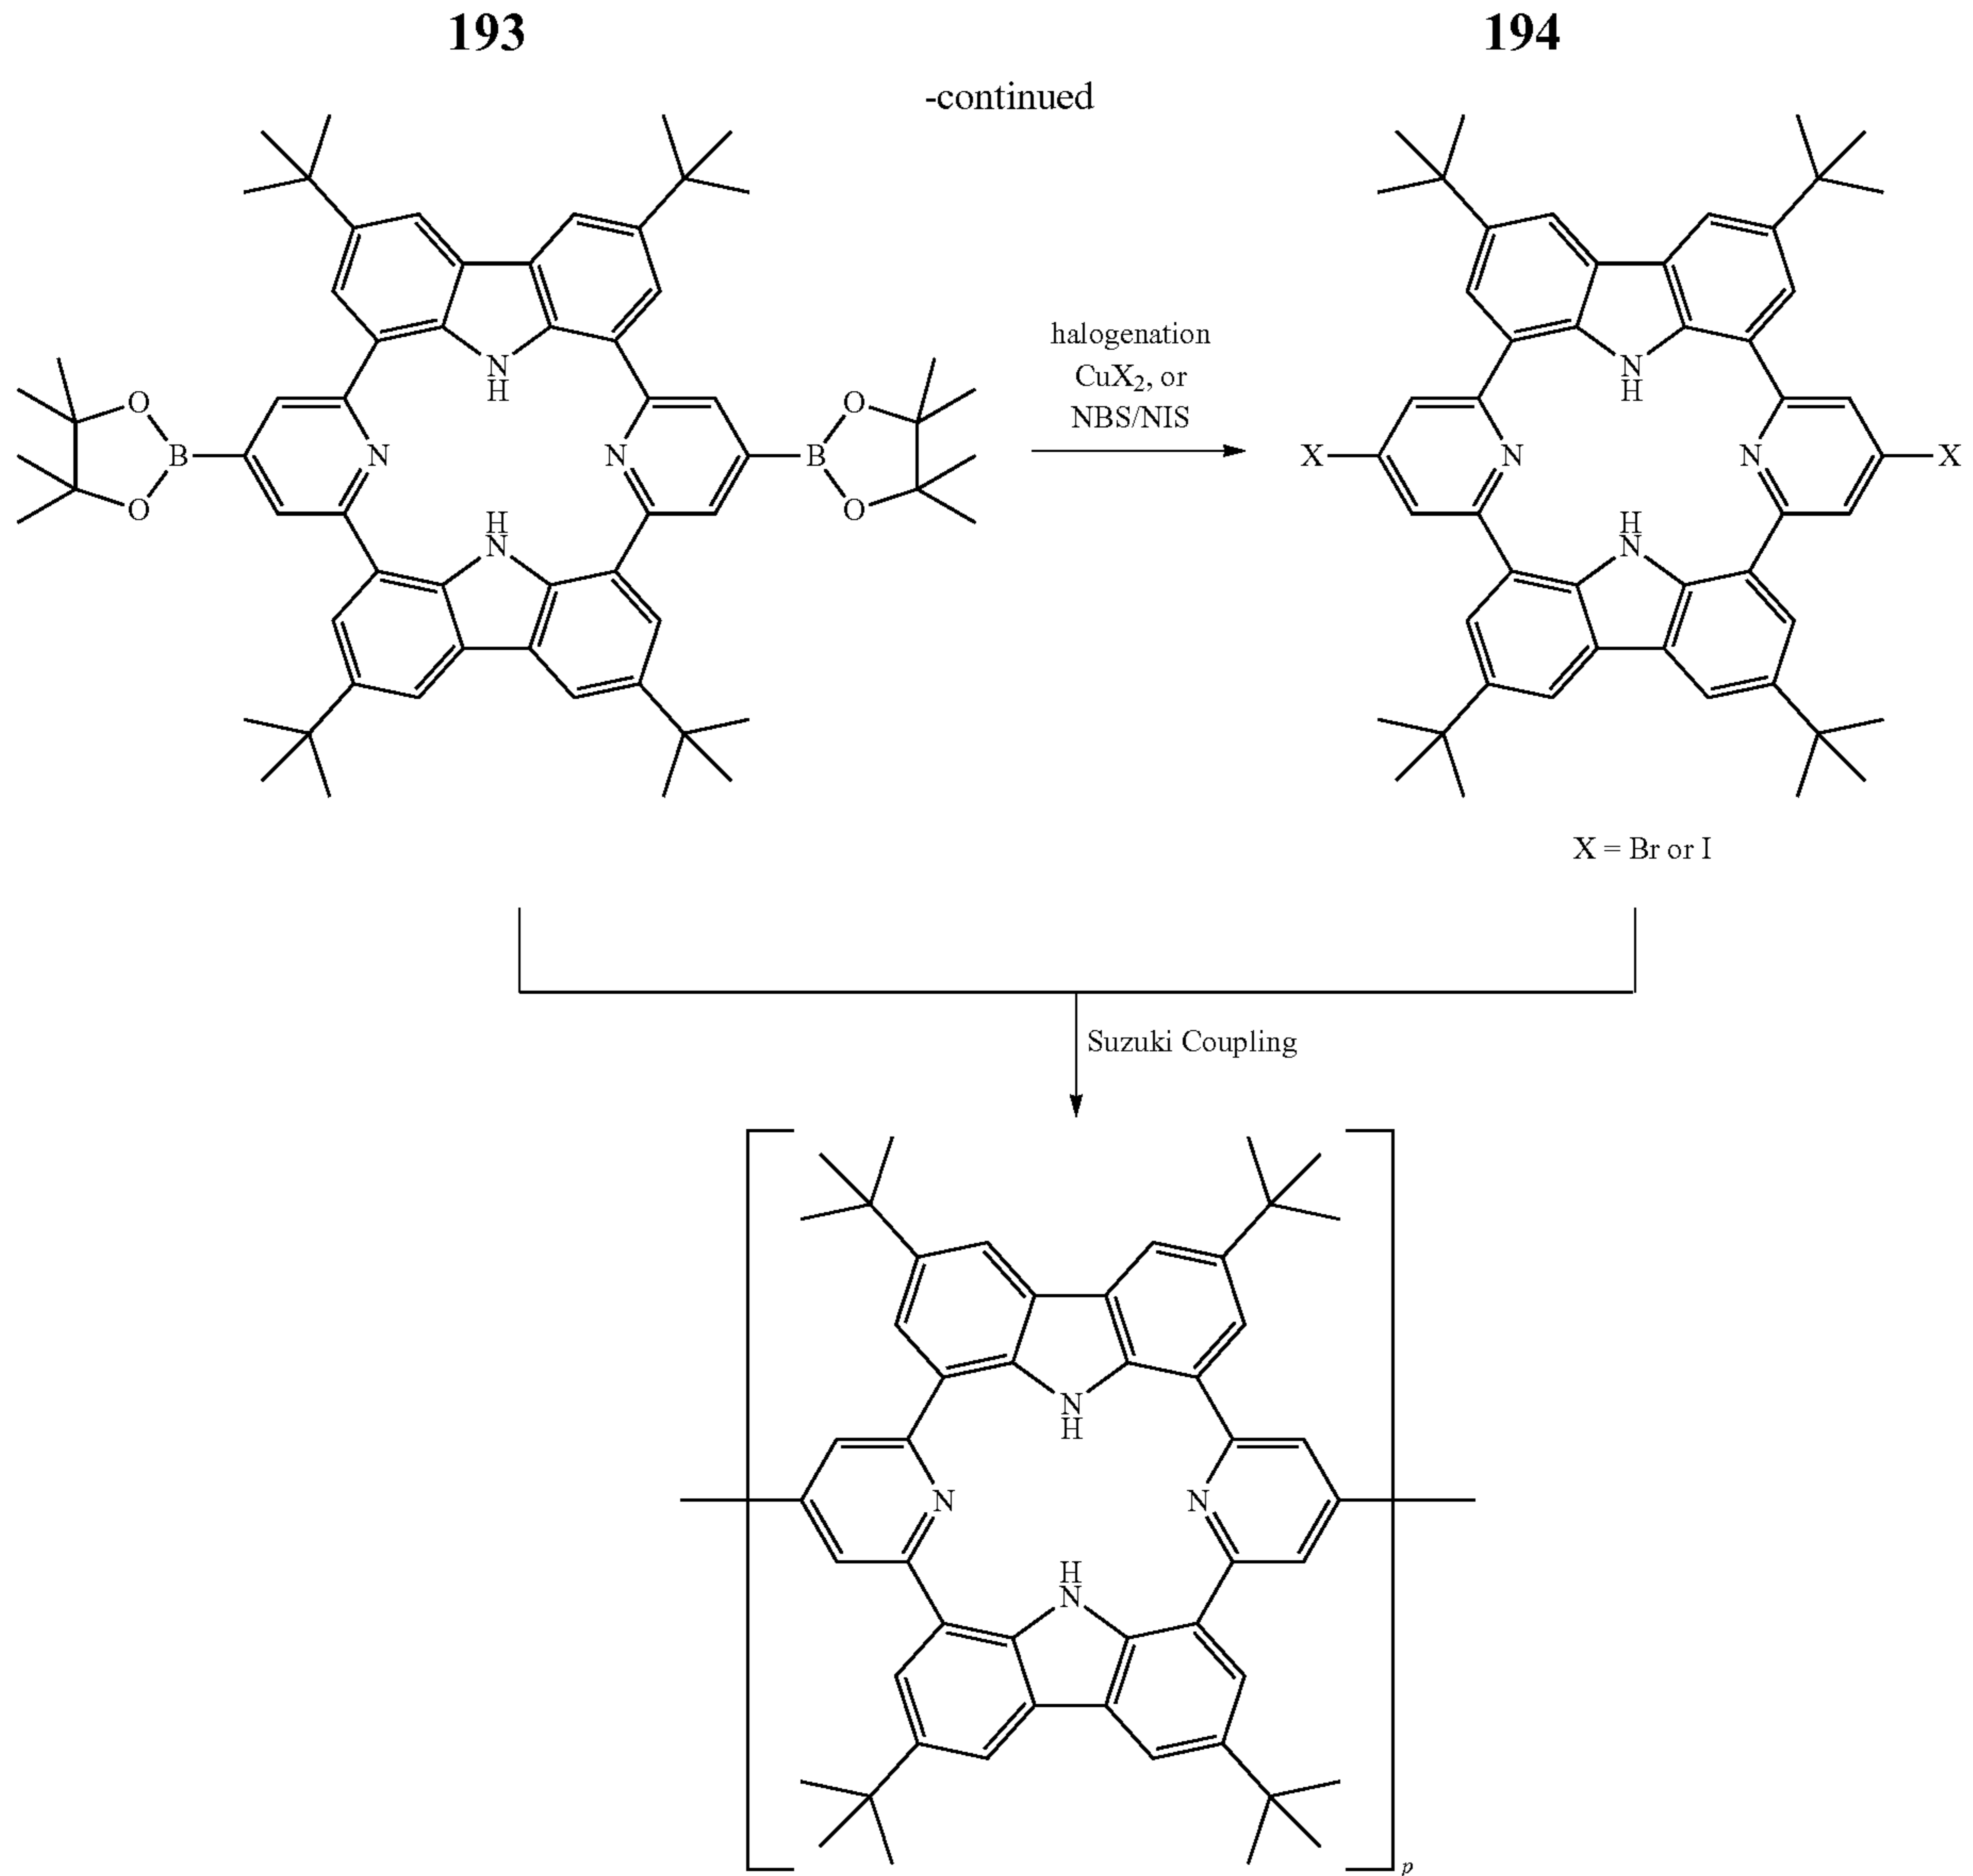 193 194
-continued
N
H
O
B
O
N
N
B
O
O
H
N
halogenation
CuX₂, or
NBS/NIS
N
H
X
N
N
X
H
N
X = Br or I
Suzuki Coupling
N
H
N
N
H
N
p